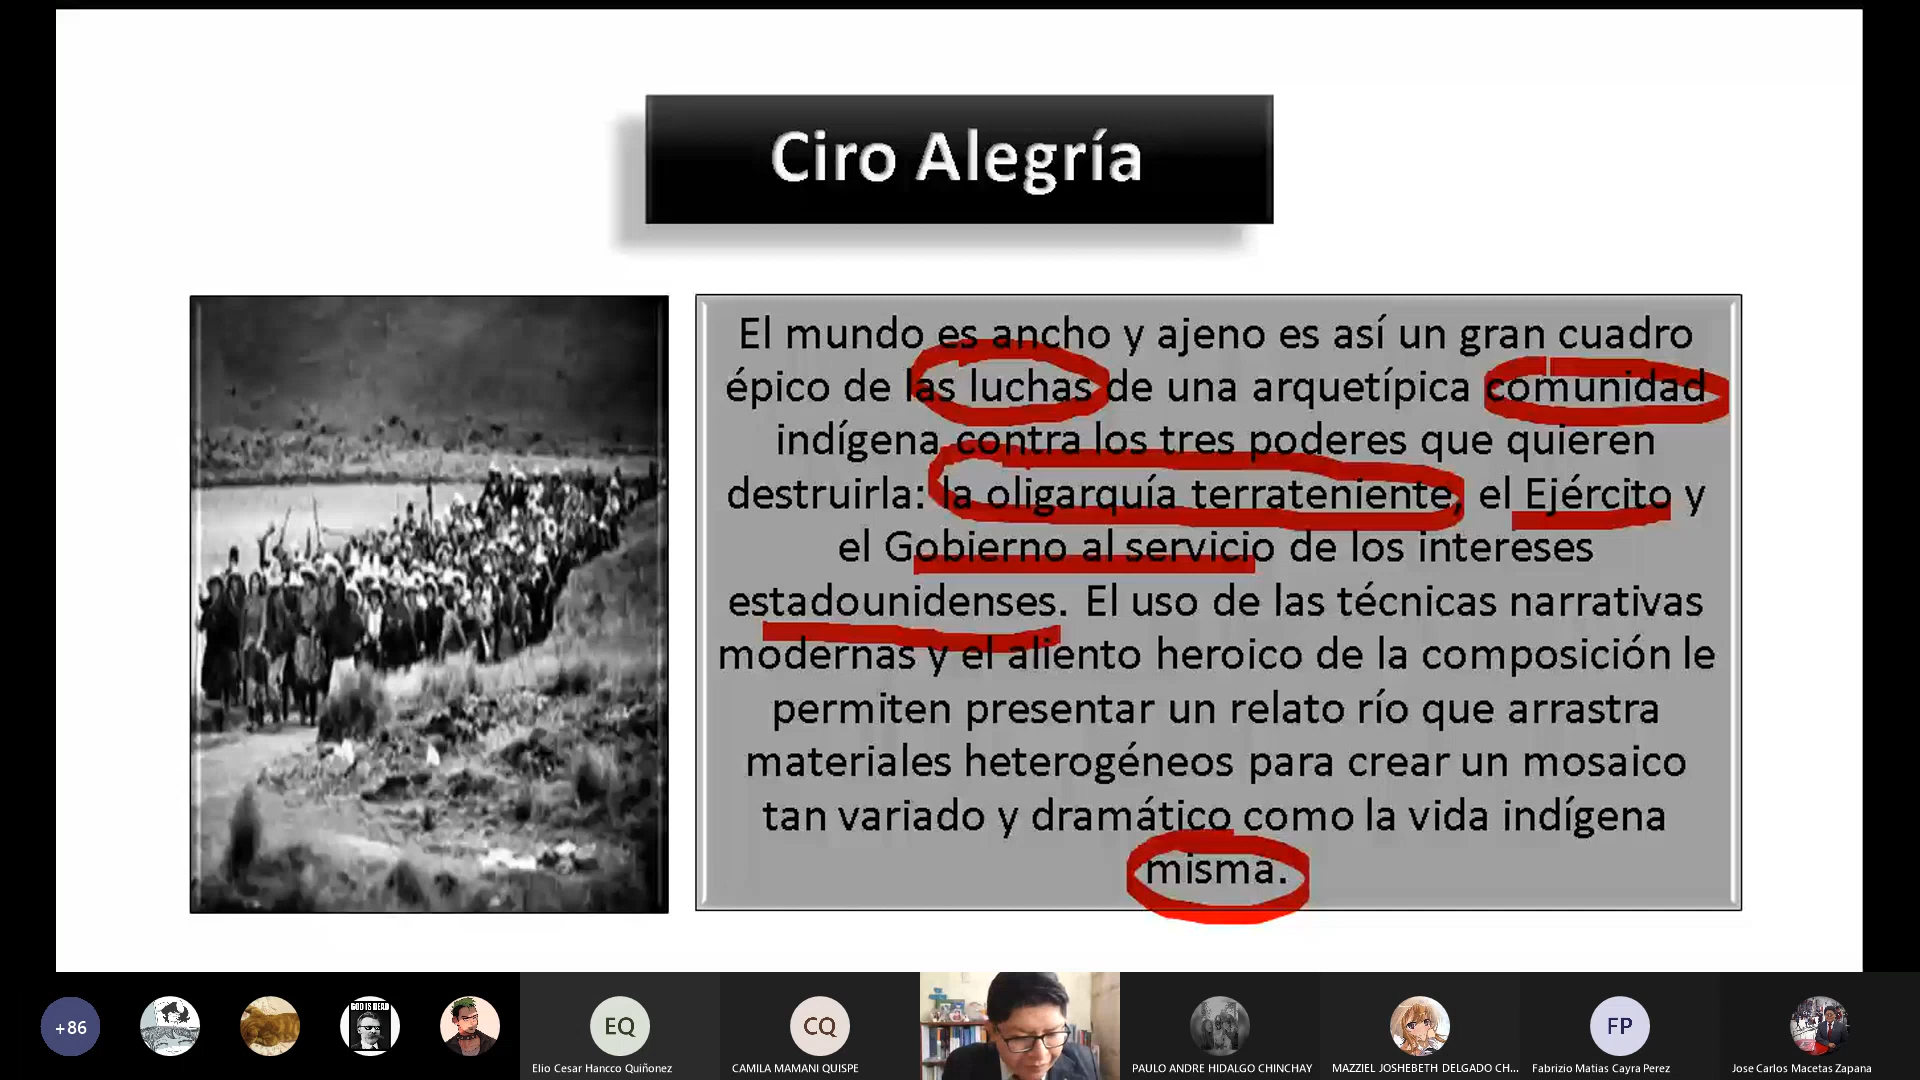 Ciro Alegría
El mundo es ancho y ajeno es así un gran cuadro
épico de las luchas de una arquetípica comunidad
indígena contra los tres poderes que quieren
destruirla: la oligarquía terrateniente, el Ejército y
el Gobierno al servicio de los intereses
estadounidenses. El uso de las técnicas narrativas
modernas y el aliento heroico de la composición le
permiten presentar un relato río que arrastra
materiales heterogéneos para crear un mosaico
tan variado y dramático como la vida indígena
misma.
+86
GOD IS DEAD
EQ
Elio Cesar Hancco Quiñonez
CQ
CAMILA MAMANI QUISPE
PAULO ANDRE HIDALGO CHINCHAY
MAZZIEL JOSHEBETH DELGADO CH...
FP
Fabrizio Matias Cayra Perez
Jose Carlos Macetas Zapana